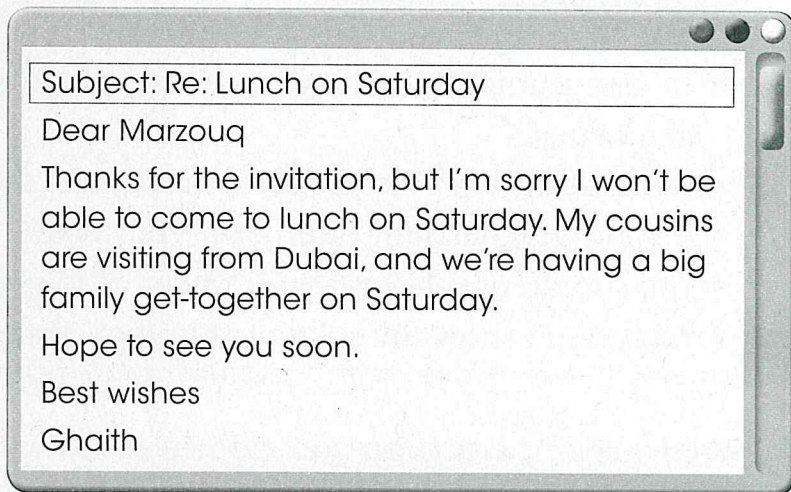 Subject: Re: Lunch on Saturday
Dear Marzouq
Thanks for the invitation, but I'm sorry I won't be
able to come to lunch on Saturday. My cousins
are visiting from Dubai, and we're having a big
family get-together on Saturday.
Hope to see you soon.
Best wishes
Ghaith